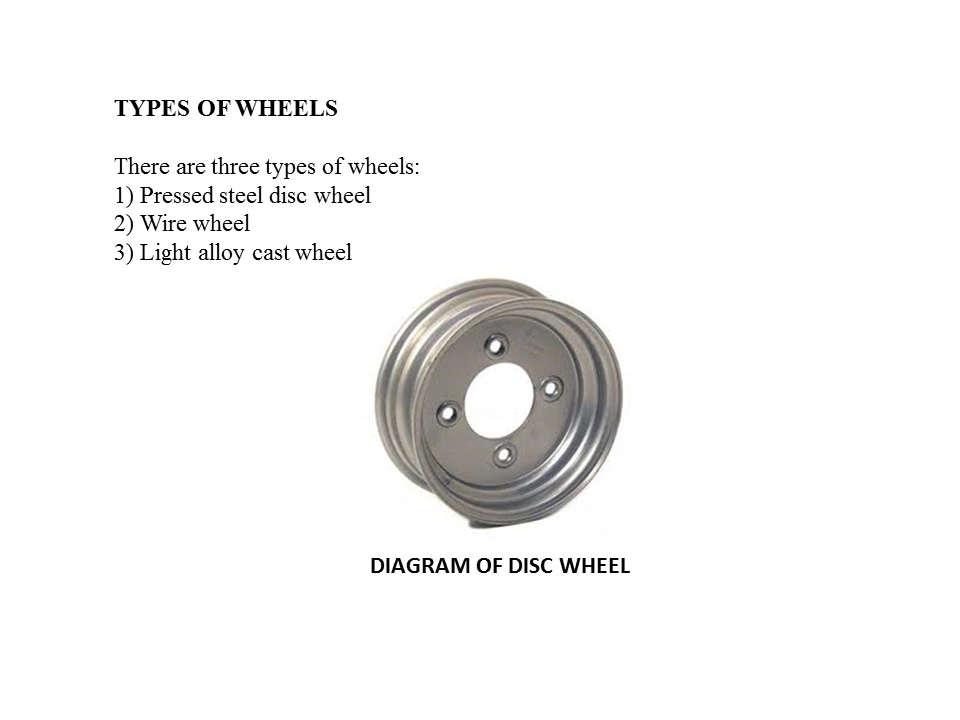 TYPES OF WHEELS
There are three types of wheels:
1) Pressed steel disc wheel
2) Wire wheel
3) Light alloy cast wheel
DIAGRAM OF DISC WHEEL